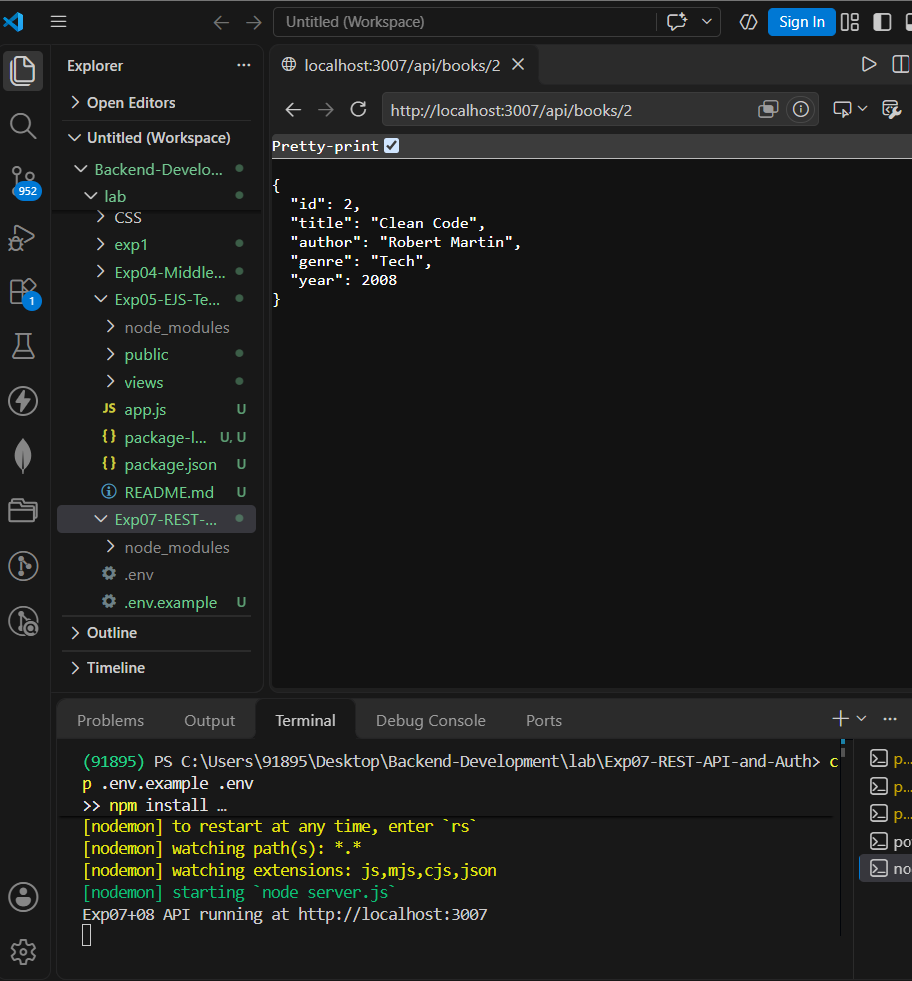 Untitled (Workspace)
Sign In
Explorer
Open Editors
Untitled (Workspace)
Backend-Develo...
lab
CSS
exp1
Exp04-Middle...
Exp05-EJS-Te...
node_modules
public
views
JS app.js U
{} package-l... U, U
{} package.json U
README.md U
Exp07-REST-...
node_modules
.env
.env.example U
Outline
Timeline
952
1
localhost:3007/api/books/2
http://localhost:3007/api/books/2
Pretty-print
{
"id": 2,
"title": "Clean Code",
"author": "Robert Martin",
"genre": "Tech",
"year": 2008
}
Problems Output Terminal Debug Console Ports
(91895) PS C:\Users\91895\Desktop\Backend-Development\lab\Exp07-REST-API-and-Auth> c
p .env.example .env
>> npm install …
[nodemon] to restart at any time, enter `rs`
[nodemon] watching path(s): *.*
[nodemon] watching extensions: js,mjs,cjs,json
[nodemon] starting `node server.js`
Exp07+08 API running at http://localhost:3007
p...
p...
p...
po
no